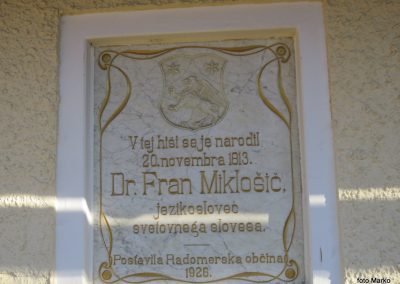 V tej hiši se je narodil
20. novembra 1813.
Dr. Fran Miklošič,
jezikoslovec
svetovnega slovesa.
Postavila Radomerska občina
1926.
foto Marko